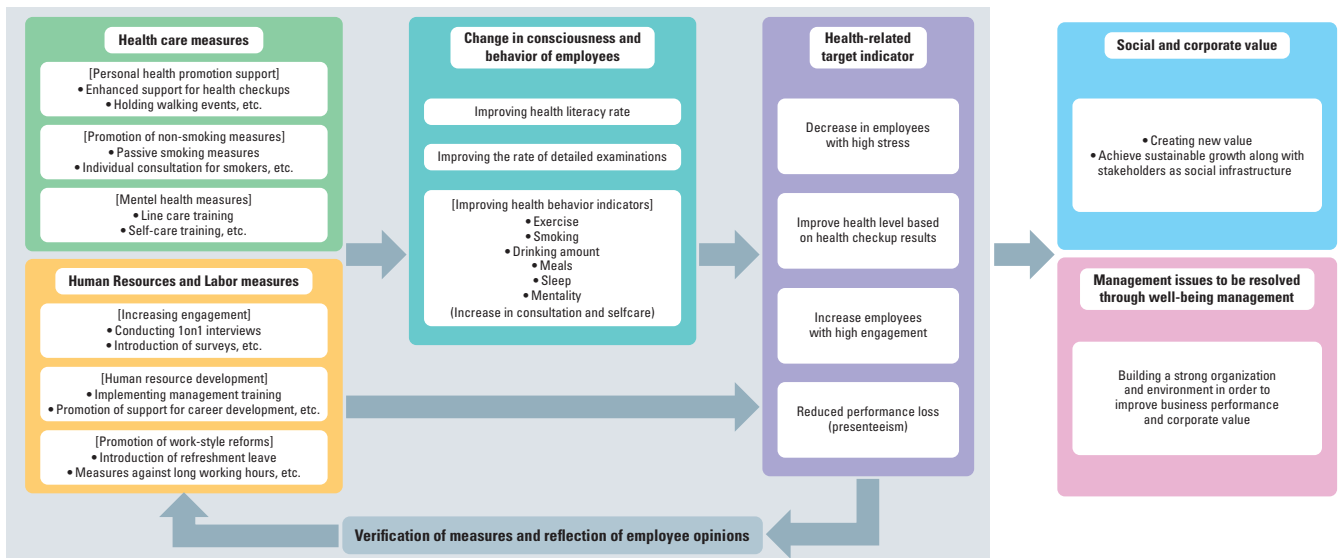 Health care measures
[Personal health promotion support]
• Enhanced support for health checkups
• Holding walking events, etc.
[Promotion of non-smoking measures]
• Passive smoking measures
• Individual consultation for smokers, etc.
[Mental health measures]
• Line care training
• Self-care training, etc.
Human Resources and Labor measures
[Increasing engagement]
• Conducting 1on1 interviews
• Introduction of surveys, etc.
[Human resource development]
• Implementing management training
• Promotion of support for career development, etc.
[Promotion of work-style reforms]
• Introduction of refreshment leave
• Measures against long working hours, etc.
Change in consciousness and
behavior of employees
Improving health literacy rate
Improving the rate of detailed examinations
[Improving health behavior indicators]
• Exercise
• Smoking
• Drinking amount
• Meals
• Sleep
• Mentality
(Increase in consultation and selfcare)
Health-related
target indicator
Decrease in employees
with high stress
Improve health level based
on health checkup results
Increase employees
with high engagement
Reduced performance loss
(presenteeism)
Social and corporate value
• Creating new value
• Achieve sustainable growth along with
stakeholders as social infrastructure
Management issues to be resolved
through well-being management
Building a strong organization
and environment in order to
improve business performance
and corporate value
Verification of measures and reflection of employee opinions